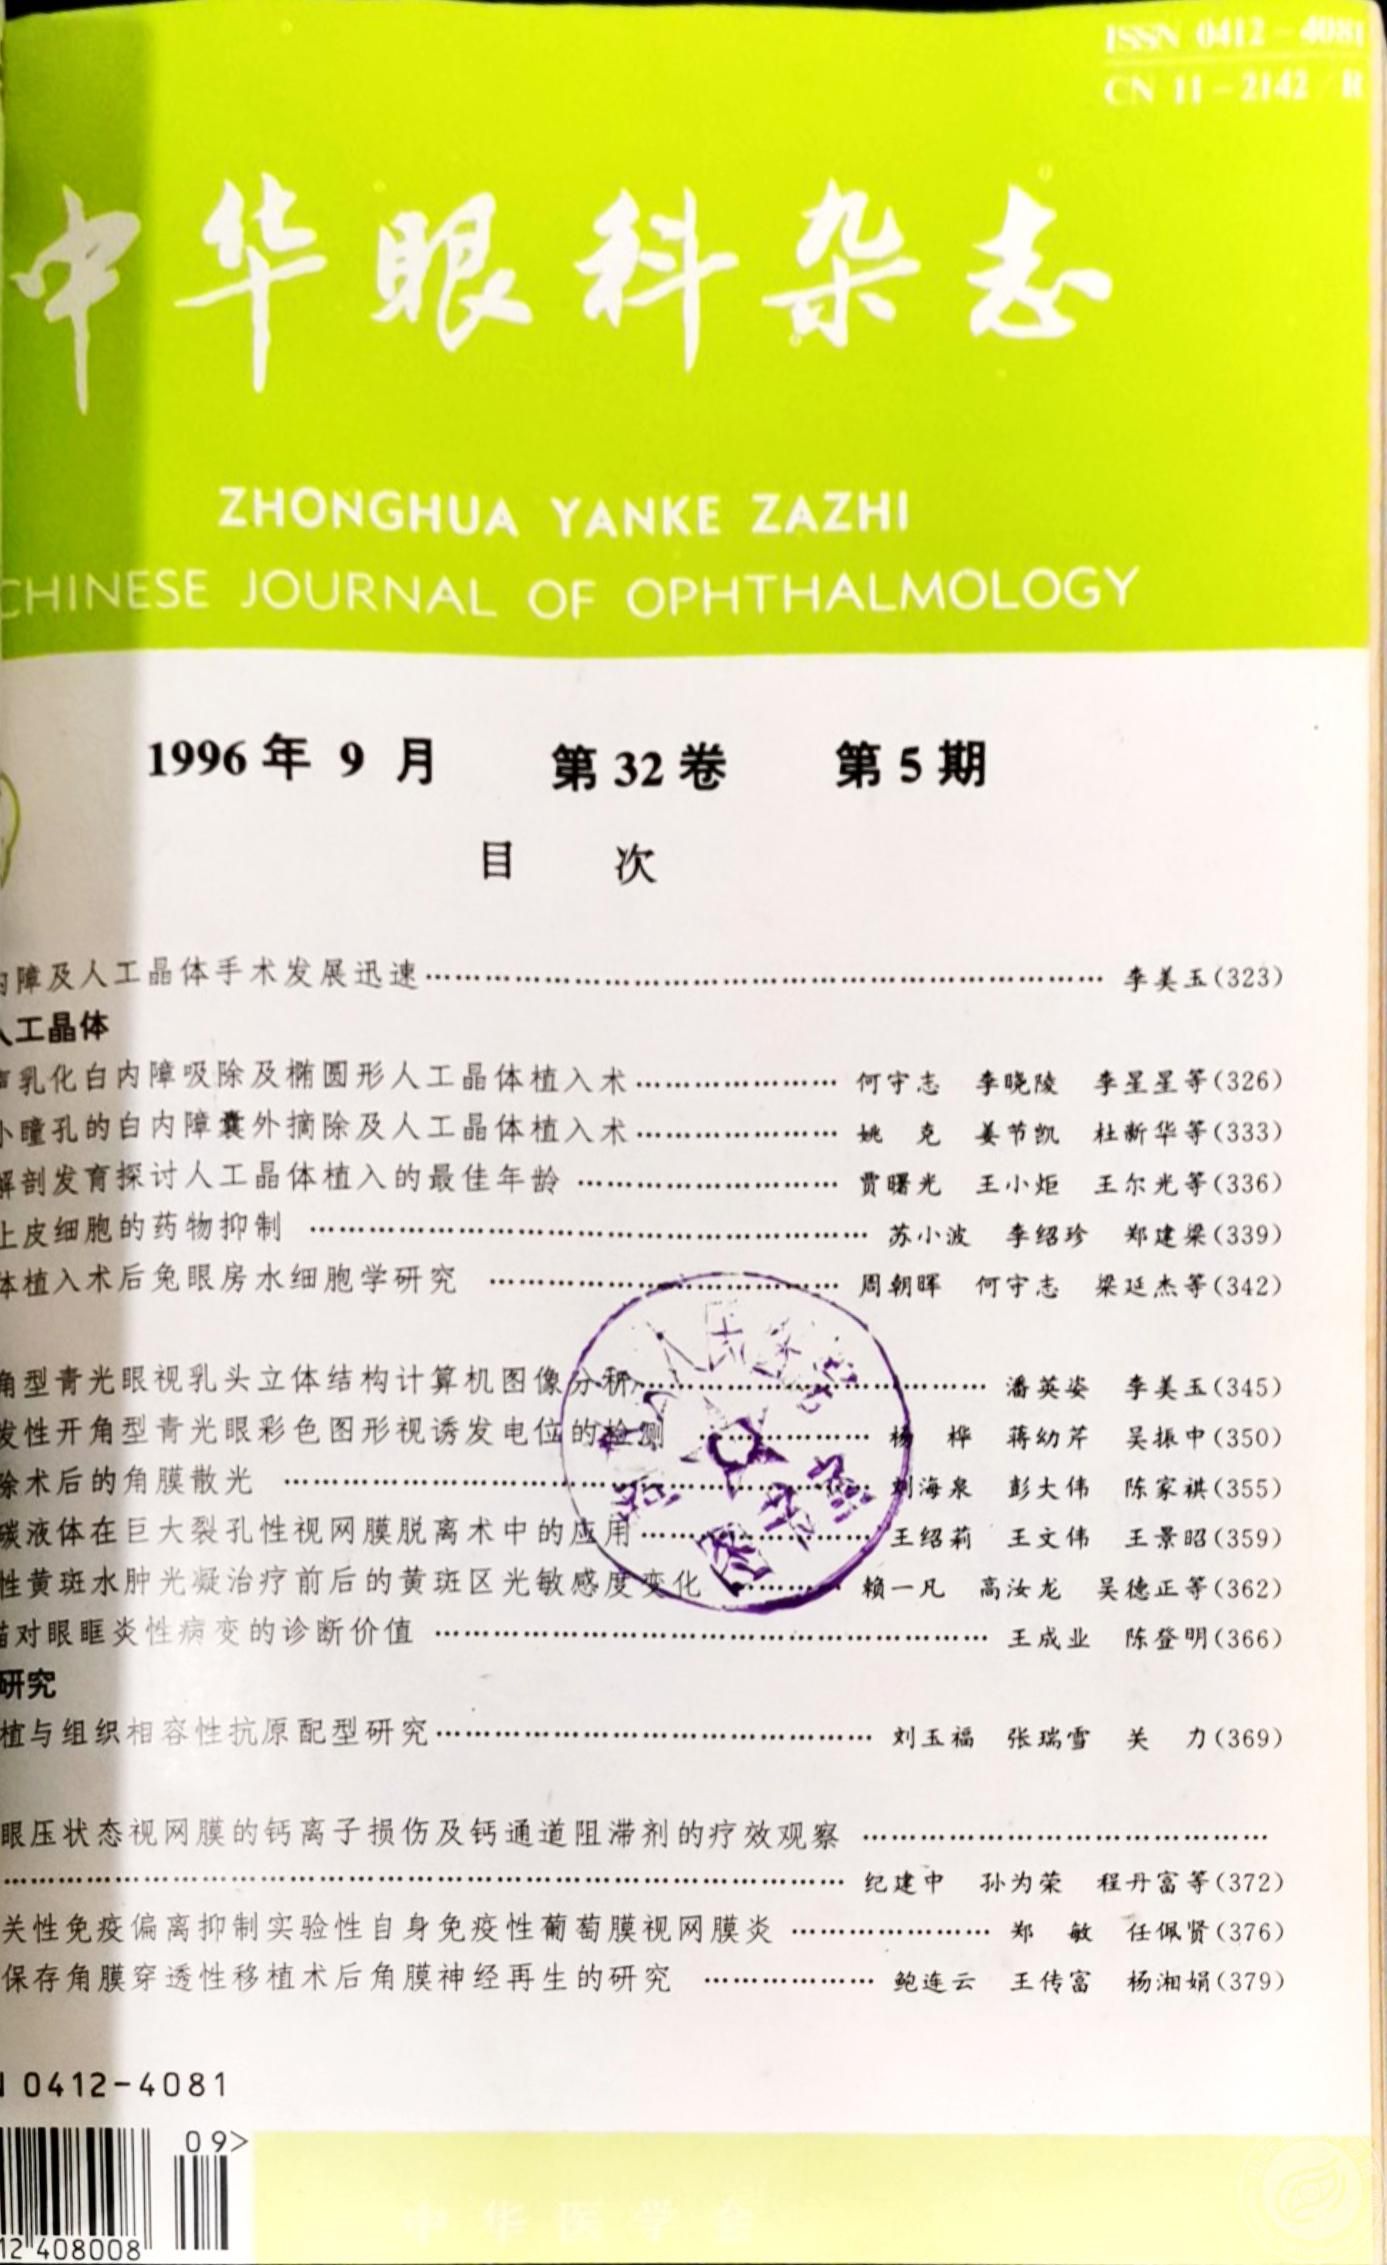 ISSN 0412-4081
CN 11-2142/R
中华眼科杂志
ZHONGHUA YANKE ZAZHI
CHINESE JOURNAL OF OPHTHALMOLOGY
1996年9月 第32卷 第5期
目 次
内障及人工晶体手术发展迅速 李美玉(323)
人工晶体
乳化白内障吸除及椭圆形人工晶体植入术 何守志 李晓陵 李星星等(326)
小瞳孔的白内障囊外摘除及人工晶体植入术 姚 克 姜节凯 杜新华等(333)
解剖发育探讨人工晶体植入的最佳年龄 贾曙光 王小炬 王尔光等(336)
上皮细胞的药物抑制 苏小波 李绍珍 郑建梁(339)
体植入术后兔眼房水细胞学研究 周朝晖 何守志 梁延杰等(342)
角型青光眼视乳头立体结构计算机图像分析 潘英姿 李美玉(345)
发性开角型青光眼彩色图形视诱发电位的检测 杨 桦 蒋幼芹 吴振中(350)
除术后的角膜散光 刘海泉 彭大伟 陈家祺(355)
碳液体在巨大裂孔性视网膜脱离术中的应用 王绍莉 王文伟 王景昭(359)
性黄斑水肿光凝治疗前后的黄斑区光敏感度变化 赖一凡 高汝龙 吴德正等(362)
描对眼眶炎性病变的诊断价值 王成业 陈登明(366)
研究
植与组织相容性抗原配型研究 刘玉福 张瑞雪 关 力(369)
眼压状态视网膜的钙离子损伤及钙通道阻滞剂的疗效观察
纪建中 孙为荣 程丹富等(372)
关性免疫偏离抑制实验性自身免疫性葡萄膜视网膜炎 郑 敏 任佩贤(376)
保存角膜穿透性移植术后角膜神经再生的研究 鲍连云 王传富 杨湘娟(379)
N 0412-4081
09>
12 408008
中华医学会